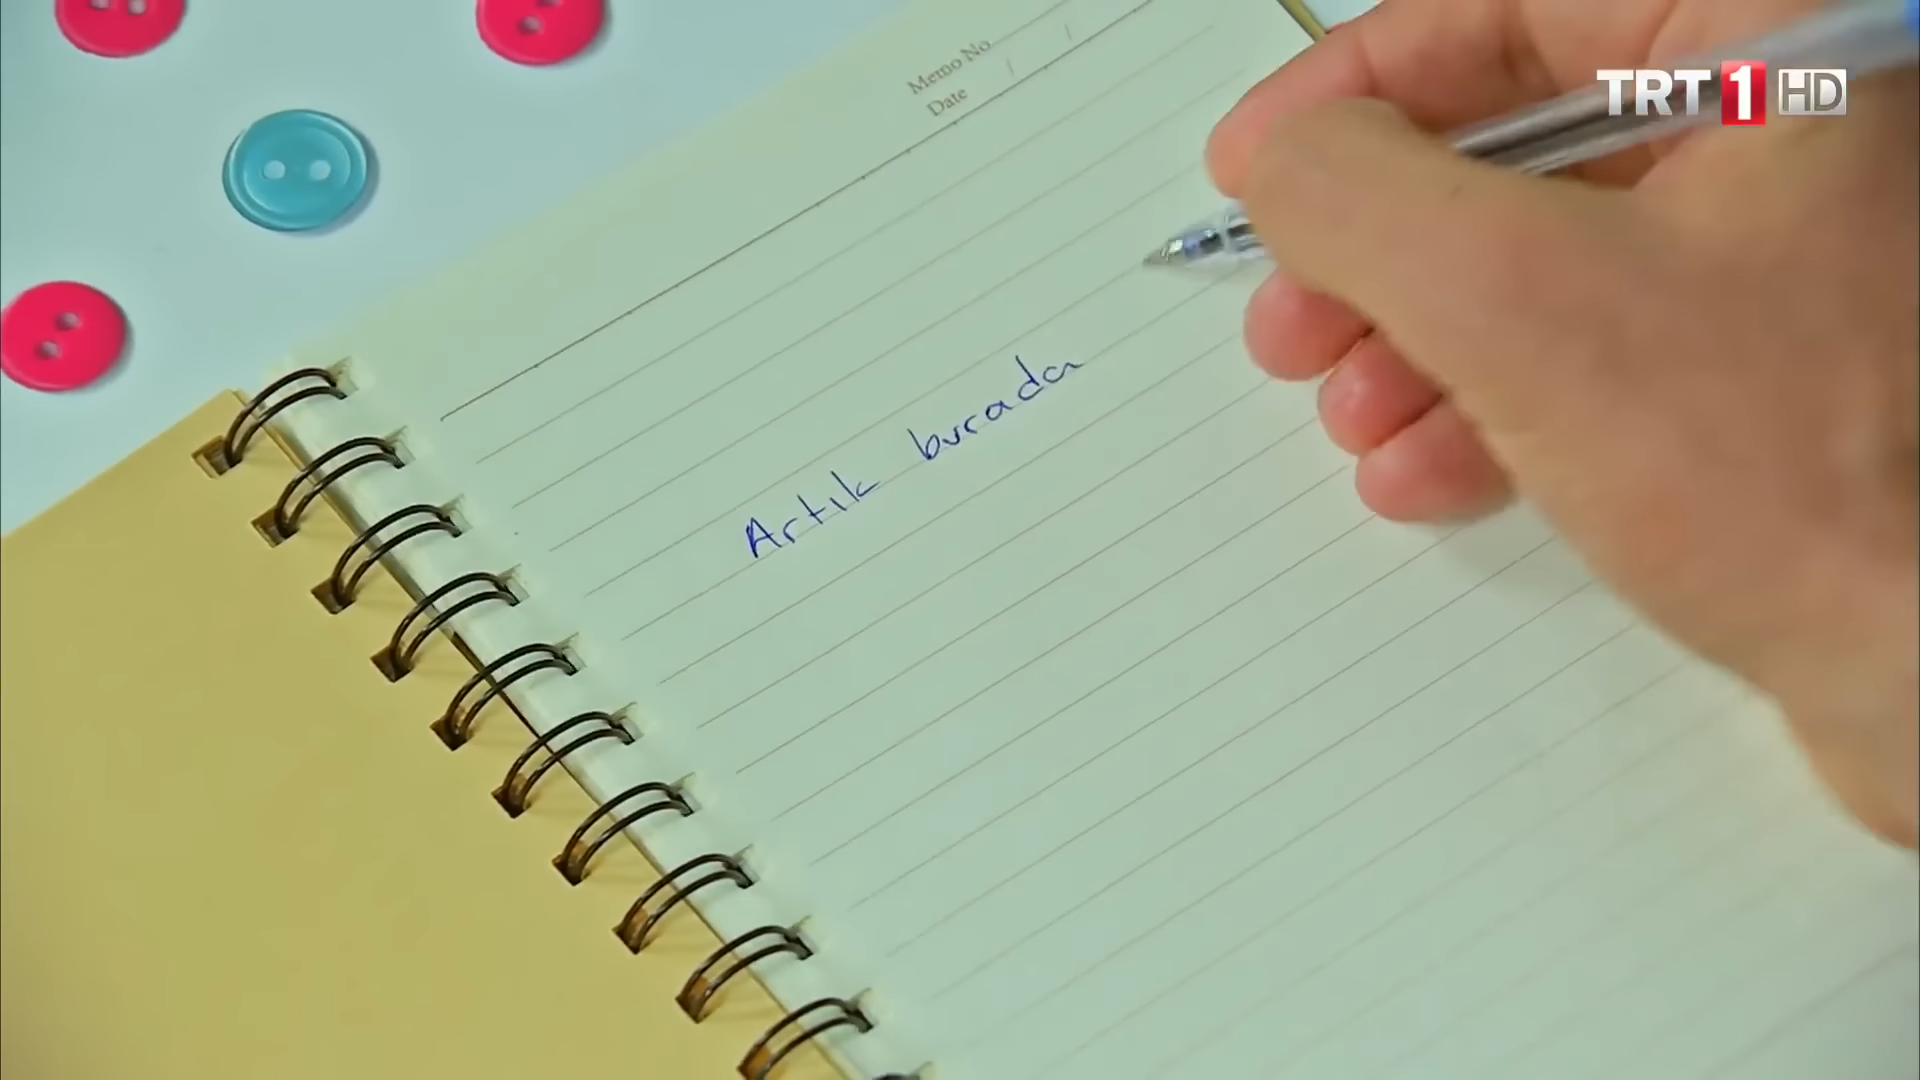 TRT 1 HD
Memo No
Date / /
Artık burada